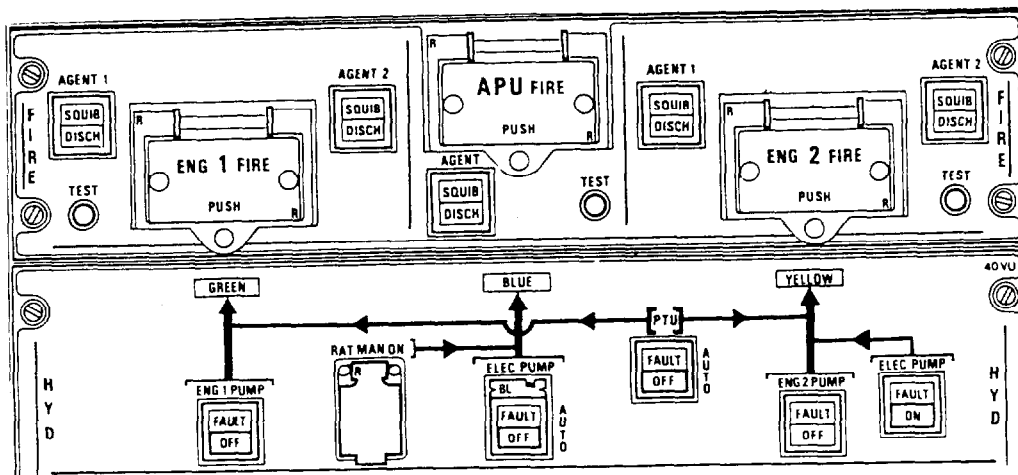 AGENT 1
SQUIB
DISCH
AGENT 2
SQUIB
DISCH
FIRE
R
ENG 1 FIRE
PUSH
R
TEST
R
APU FIRE
PUSH
R
AGENT
SQUIB
DISCH
TEST
AGENT 1
SQUIB
DISCH
AGENT 2
SQUIB
DISCH
R
ENG 2 FIRE
PUSH
R
TEST
FIRE
40 VU
GREEN
BLUE
YELLOW
PTU
FAULT
OFF
AUTO
RAT MAN ON
R
ELEC PUMP
BL
FAULT
OFF
AUTO
HYD
ENG 1 PUMP
FAULT
OFF
ENG 2 PUMP
FAULT
OFF
ELEC PUMP
FAULT
ON
HYD